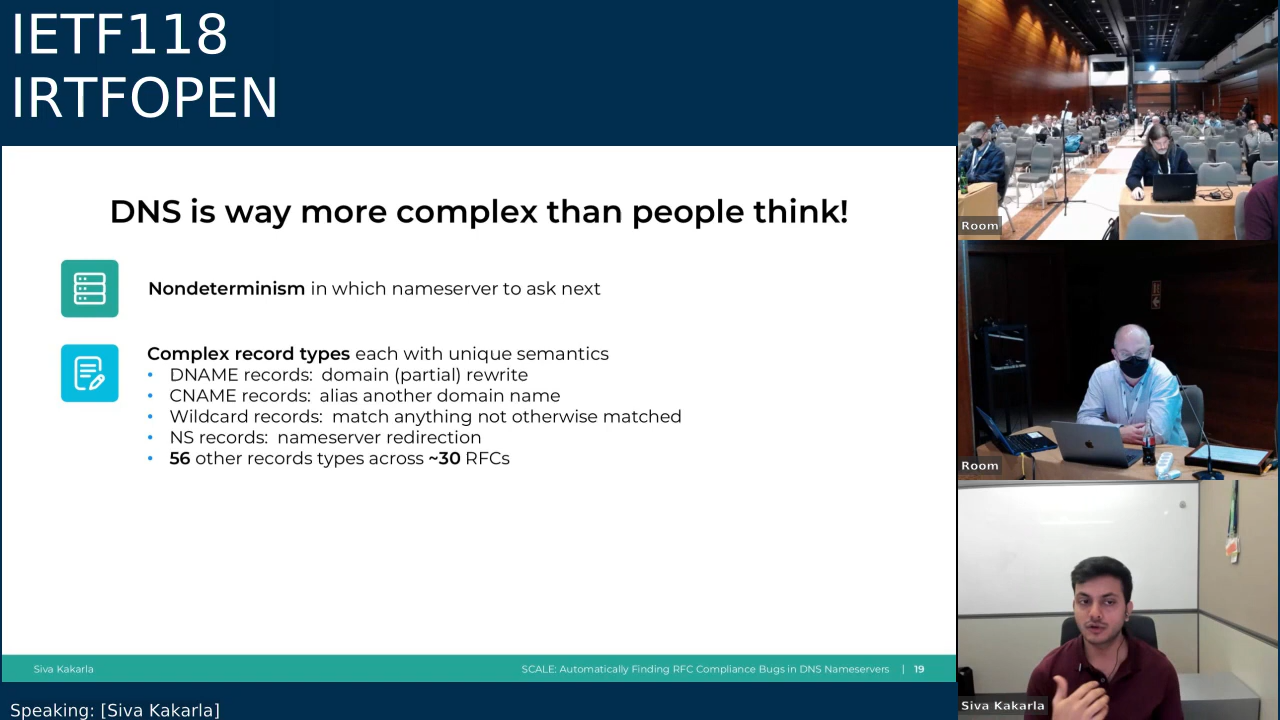 IETF118
IRTFOPEN
DNS is way more complex than people think!
Nondeterminism in which nameserver to ask next
Complex record types each with unique semantics
• DNAME records: domain (partial) rewrite
• CNAME records: alias another domain name
• Wildcard records: match anything not otherwise matched
• NS records: nameserver redirection
• 56 other records types across ~30 RFCs
Siva Kakarla
SCALE: Automatically Finding RFC Compliance Bugs in DNS Nameservers | 19
Speaking: [Siva Kakarla]
Room
Room
Siva Kakarla